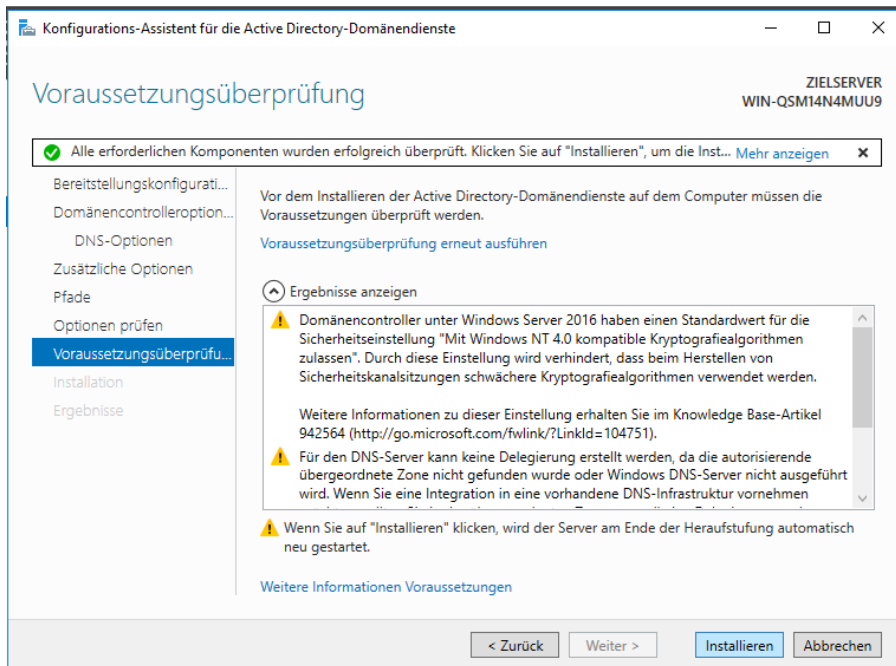 Konfigurations-Assistent für die Active Directory-Domänendienste
Voraussetzungsüberprüfung
ZIELSERVER
WIN-QSM14N4MUU9
Alle erforderlichen Komponenten wurden erfolgreich überprüft. Klicken Sie auf "Installieren", um die Inst... Mehr anzeigen
Bereitstellungskonfigurati...
Domänencontrolleroption...
DNS-Optionen
Zusätzliche Optionen
Pfade
Optionen prüfen
Voraussetzungsüberprüfu...
Installation
Ergebnisse
Vor dem Installieren der Active Directory-Domänendienste auf dem Computer müssen die
Voraussetzungen überprüft werden.
Voraussetzungsüberprüfung erneut ausführen
Ergebnisse anzeigen
Domänencontroller unter Windows Server 2016 haben einen Standardwert für die
Sicherheitseinstellung "Mit Windows NT 4.0 kompatible Kryptografiealgorithmen
zulassen". Durch diese Einstellung wird verhindert, dass beim Herstellen von
Sicherheitskanalsitzungen schwächere Kryptografiealgorithmen verwendet werden.
Weitere Informationen zu dieser Einstellung erhalten Sie im Knowledge Base-Artikel
942564 (http://go.microsoft.com/fwlink/?LinkId=104751).
Für den DNS-Server kann keine Delegierung erstellt werden, da die autorisierende
übergeordnete Zone nicht gefunden wurde oder Windows DNS-Server nicht ausgeführt
wird. Wenn Sie eine Integration in eine vorhandene DNS-Infrastruktur vornehmen
Wenn Sie auf "Installieren" klicken, wird der Server am Ende der Heraufstufung automatisch
neu gestartet.
Weitere Informationen Voraussetzungen
< Zurück
Weiter >
Installieren
Abbrechen